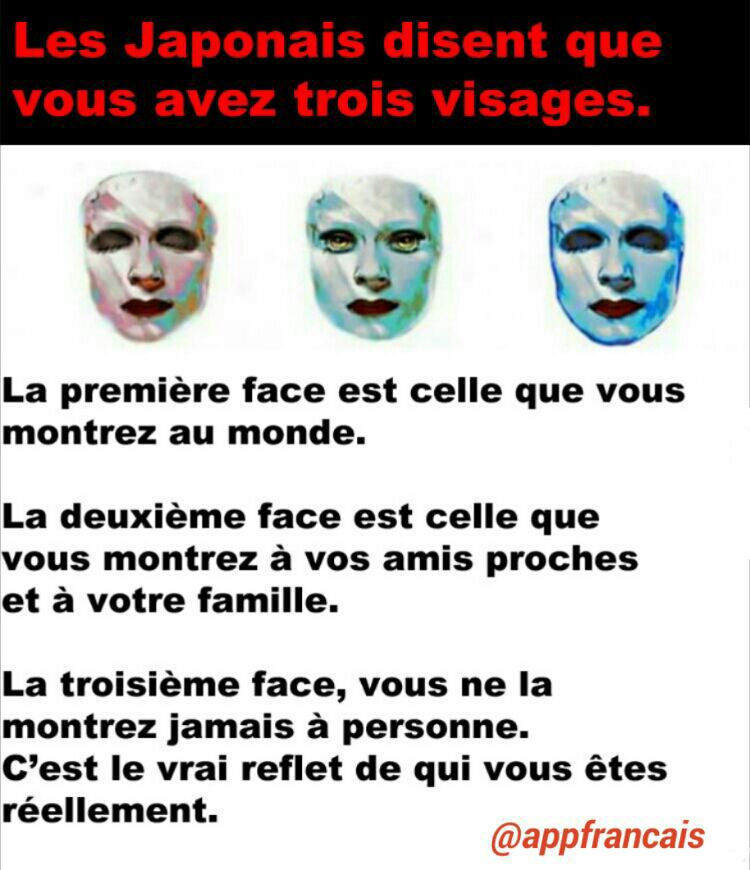 Les Japonais disent que
vous avez trois visages.
La première face est celle que vous
montrez au monde.
La deuxième face est celle que
vous montrez à vos amis proches
et à votre famille.
La troisième face, vous ne la
montrez jamais à personne.
C’est le vrai reflet de qui vous êtes
réellement.
@appfrancais